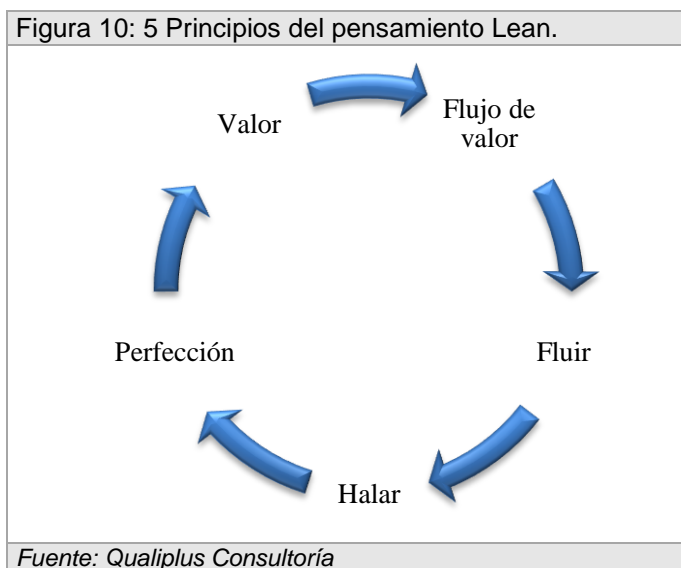 Figura 10: 5 Principios del pensamiento Lean.
Valor
Flujo de
valor
Fluir
Halar
Perfección
Fuente: Qualiplus Consultoría